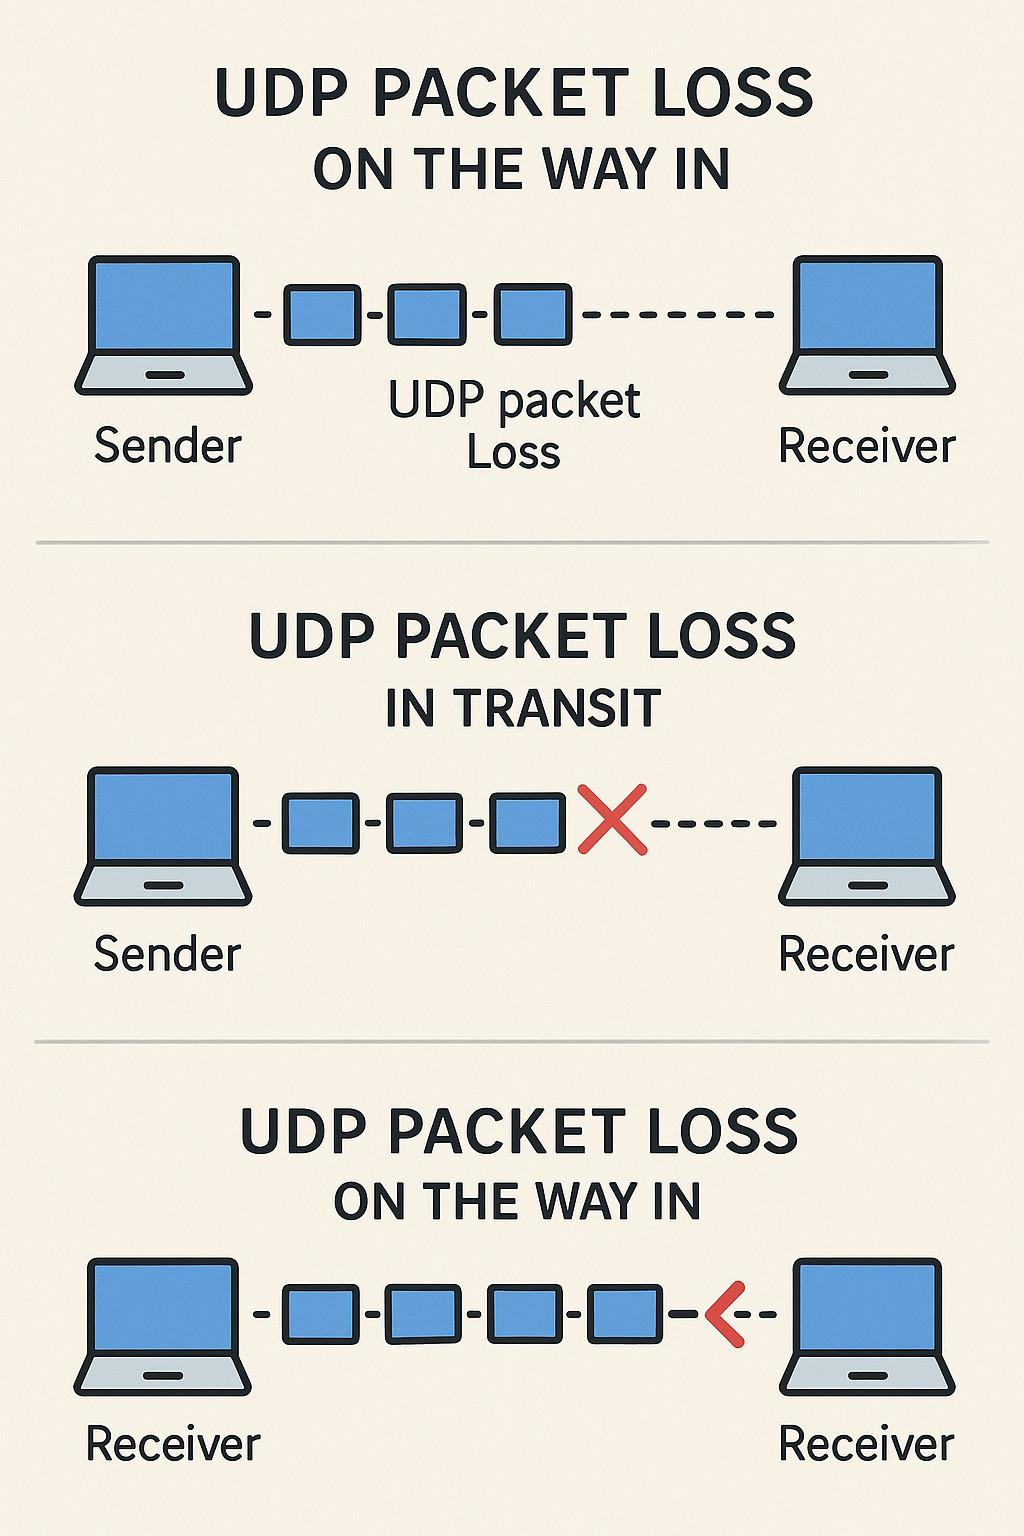 UDP PACKET LOSS
ON THE WAY IN
UDP packet
Loss
Sender
Receiver
UDP PACKET LOSS
IN TRANSIT
Sender
Receiver
UDP PACKET LOSS
ON THE WAY IN
Receiver
Receiver